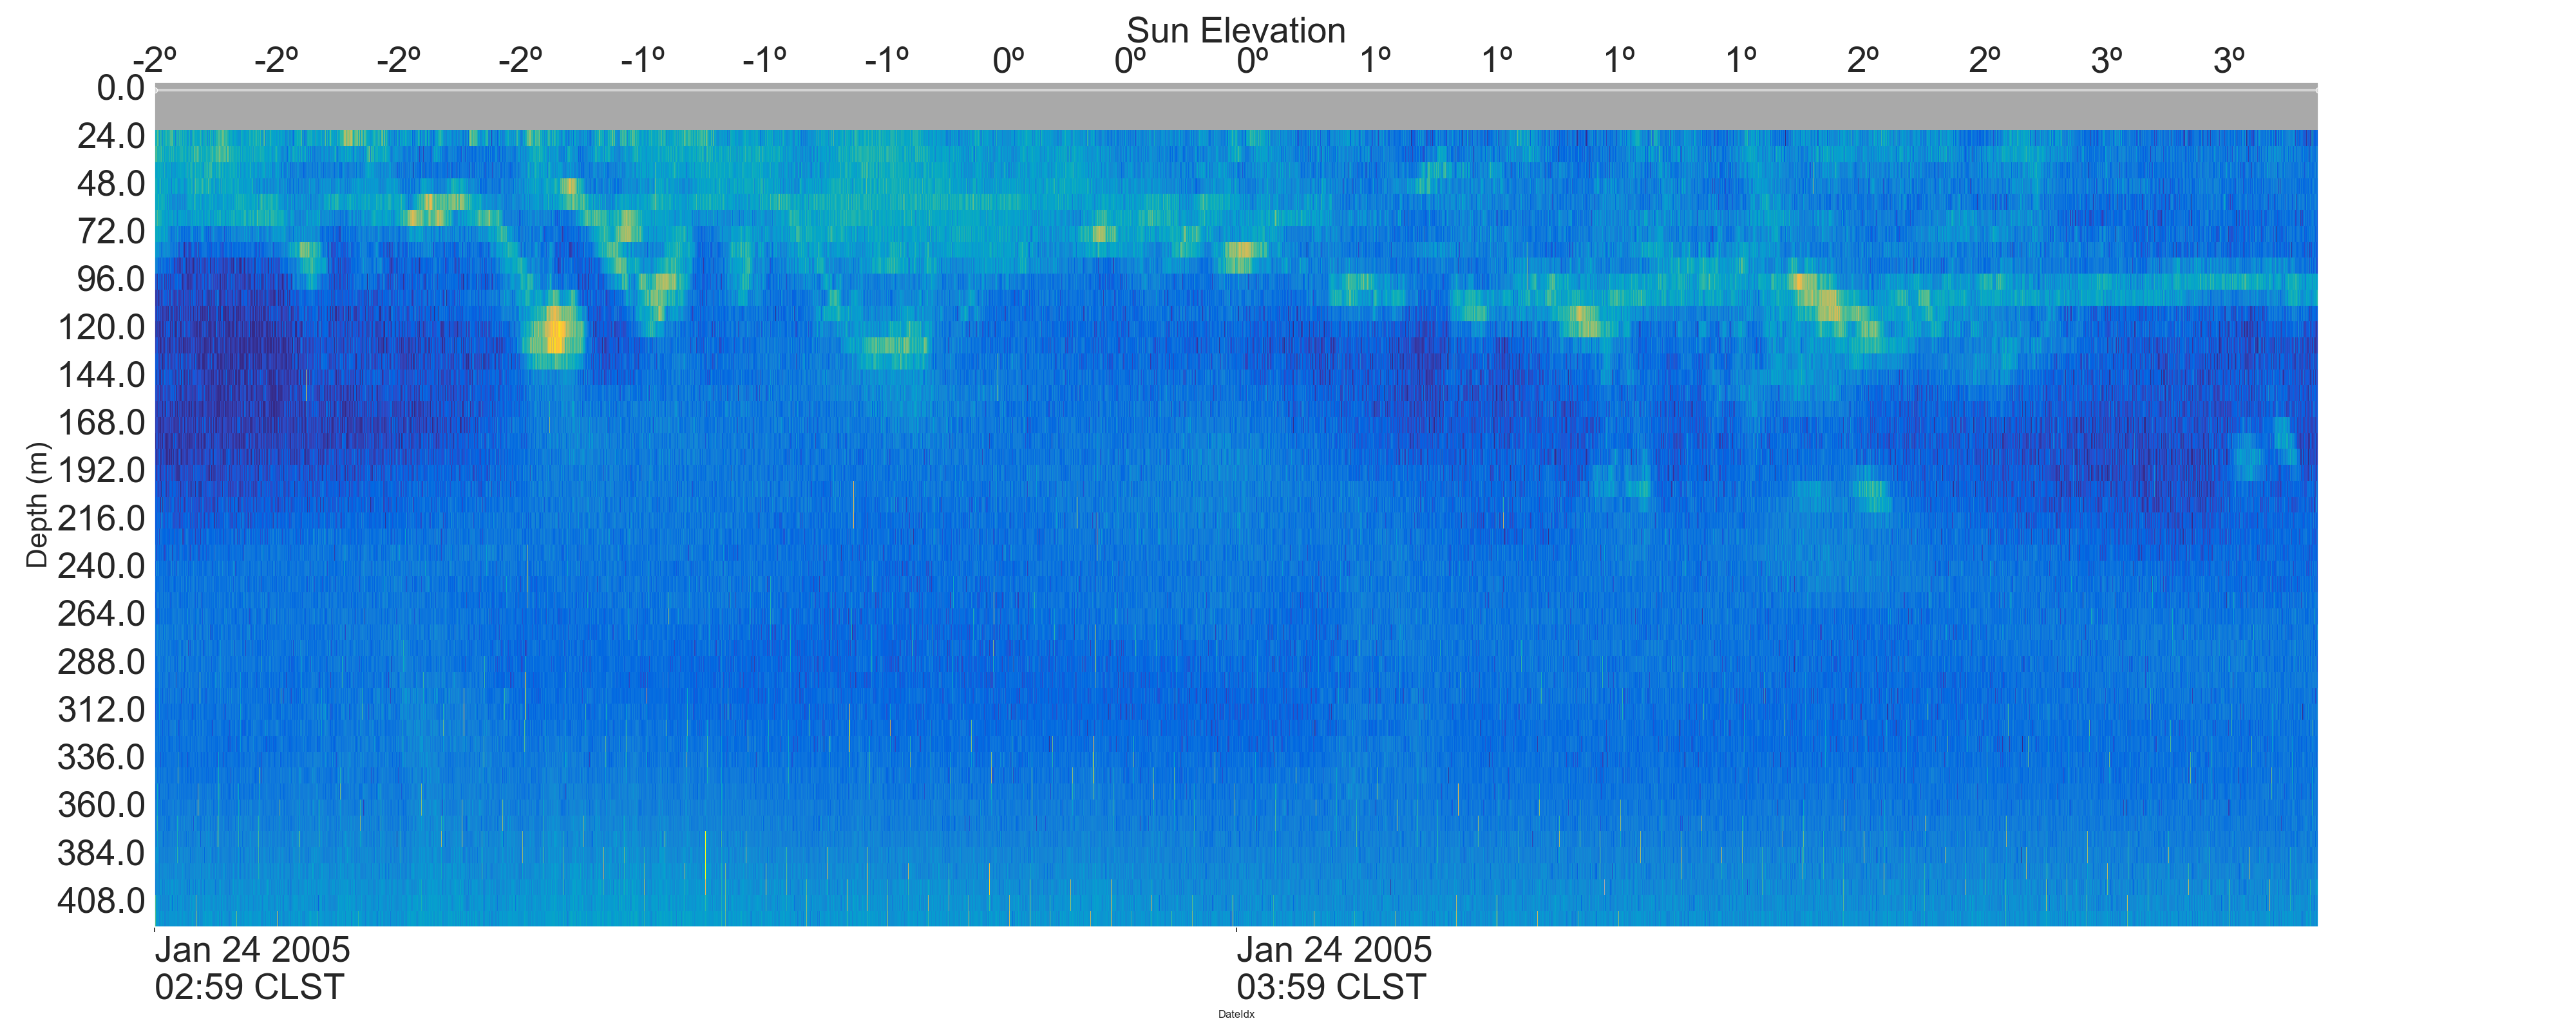 Sun Elevation
-2º -2º -2º -2º -1º -1º -1º 0º 0º 0º 1º 1º 1º 1º 2º 2º 3º 3º
0.0
24.0
48.0
72.0
96.0
120.0
144.0
168.0
192.0
216.0
240.0
264.0
288.0
312.0
336.0
360.0
384.0
408.0
Depth (m)
Jan 24 2005
02:59 CLST
Jan 24 2005
03:59 CLST
DateIdx